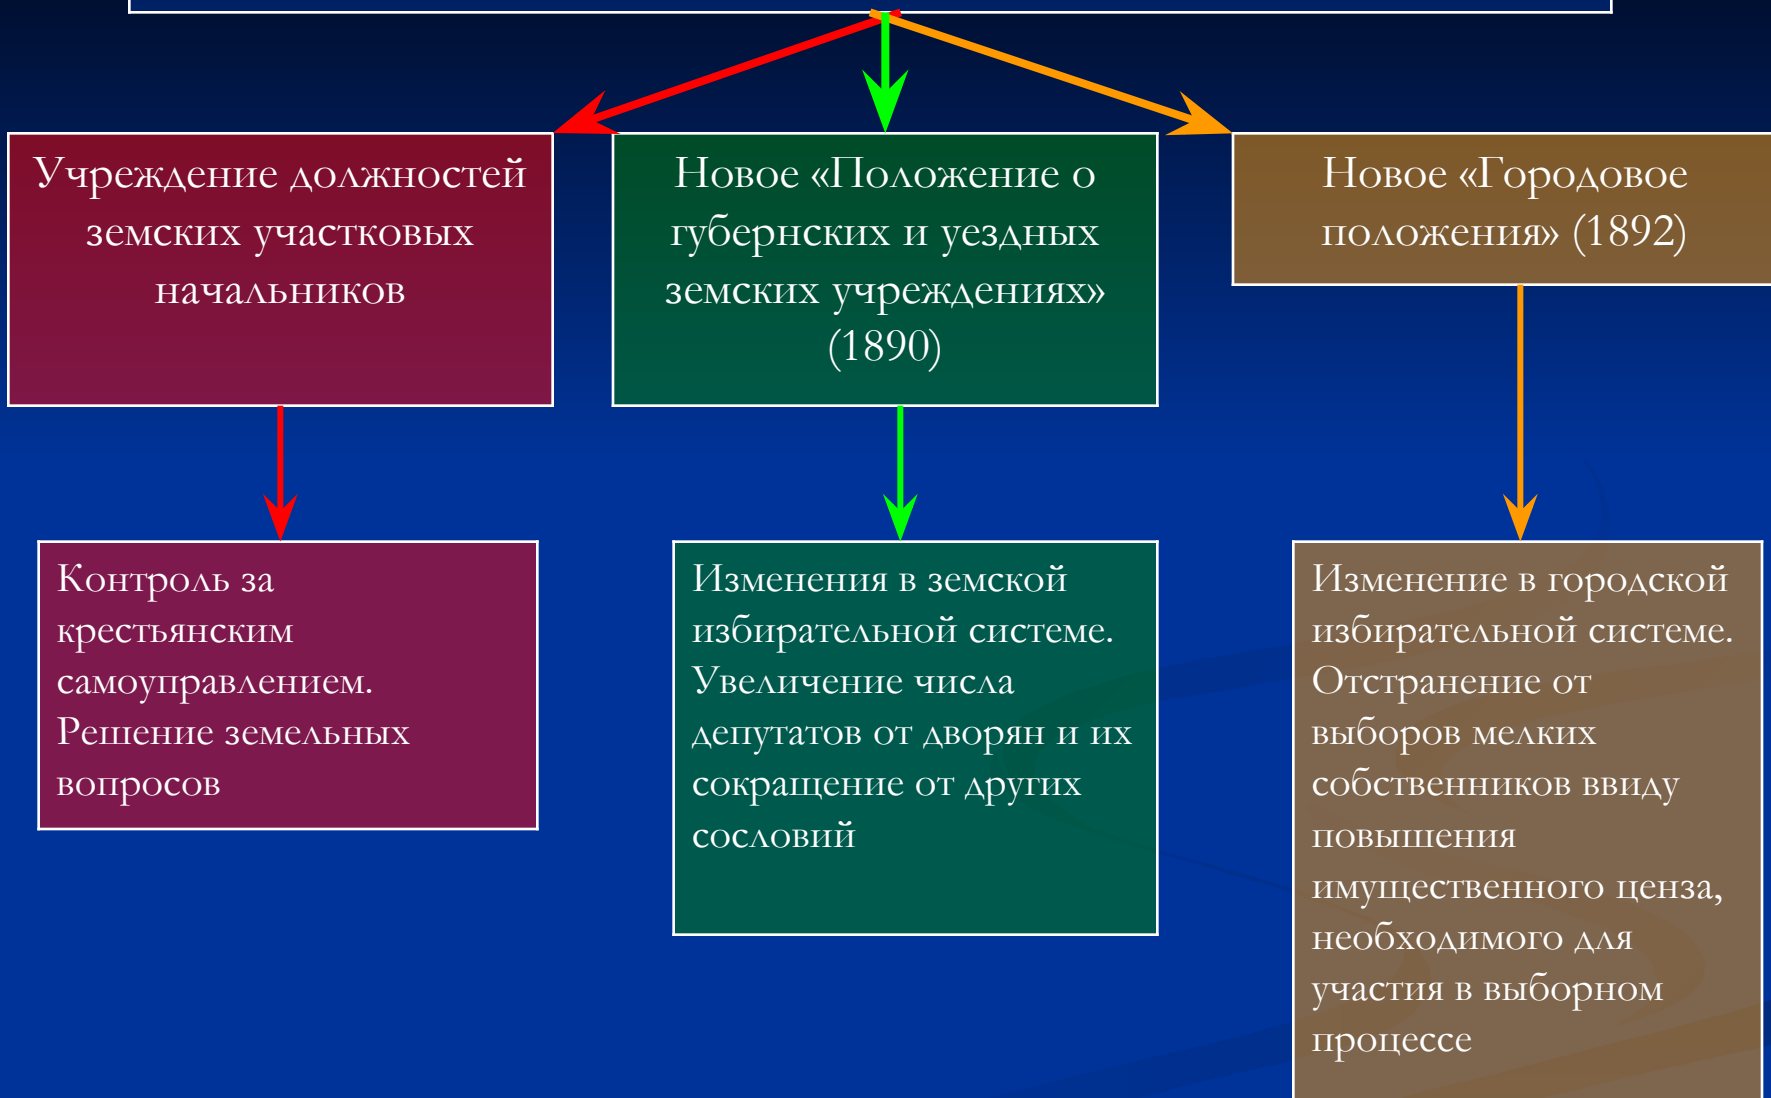 Учреждение должностей
земских участковых
начальников
Новое «Положение о
губернских и уездных
земских учреждениях»
(1890)
Новое «Городовое
положения» (1892)
Контроль за
крестьянским
самоуправлением.
Решение земельных
вопросов
Изменения в земской
избирательной системе.
Увеличение числа
депутатов от дворян и их
сокращение от других
сословий
Изменение в городской
избирательной системе.
Отстранение от
выборов мелких
собственников ввиду
повышения
имущественного ценза,
необходимого для
участия в выборном
процессе